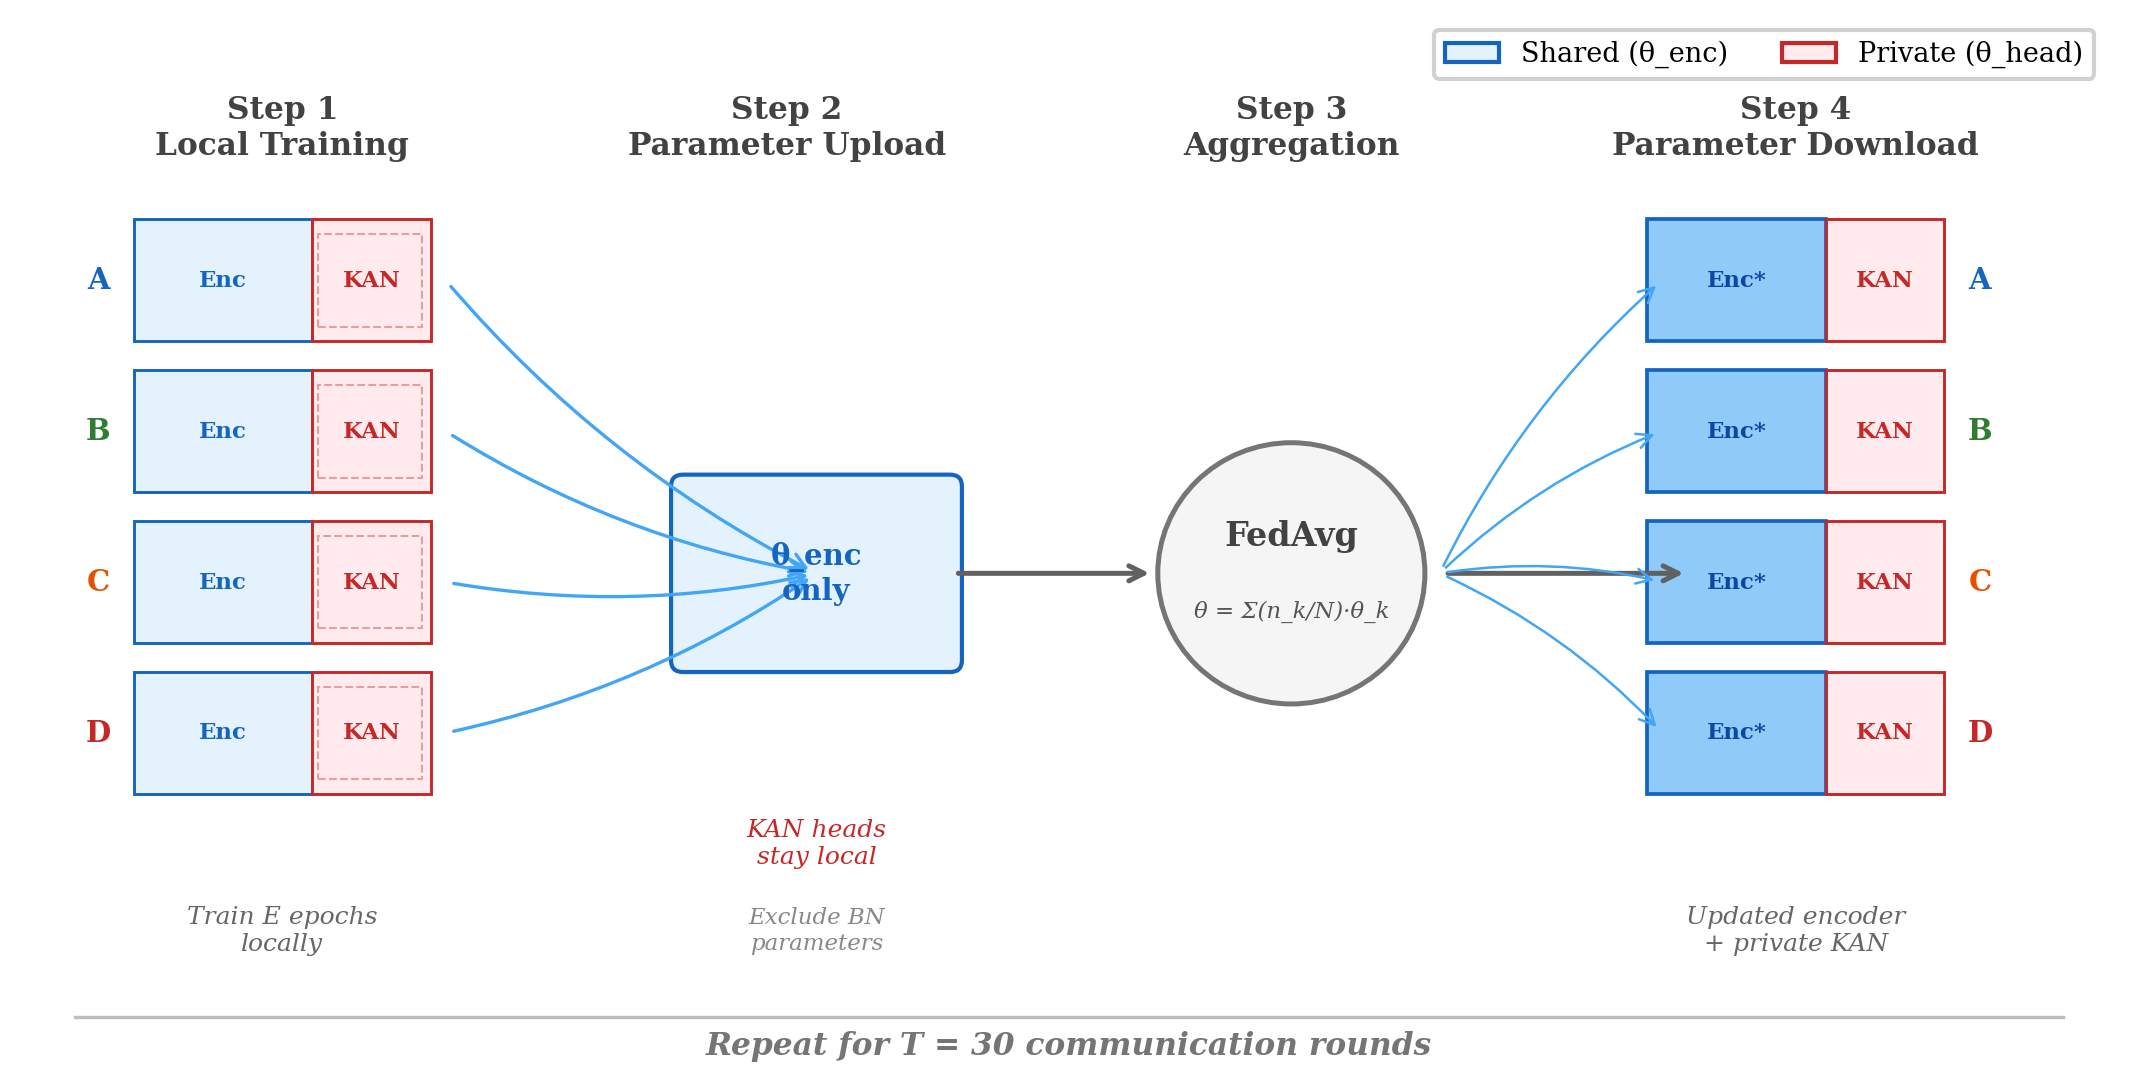 Shared (θ_enc)
Private (θ_head)
Step 1
Local Training
Step 2
Parameter Upload
Step 3
Aggregation
Step 4
Parameter Download
A
Enc
KAN
Enc*
KAN
A
B
Enc
KAN
Enc*
KAN
B
θ_enc
only
FedAvg
θ = Σ(n_k/N)·θ_k
C
Enc
KAN
Enc*
KAN
C
D
Enc
KAN
Enc*
KAN
D
KAN heads
stay local
Train E epochs
locally
Exclude BN
parameters
Updated encoder
+ private KAN
Repeat for T = 30 communication rounds